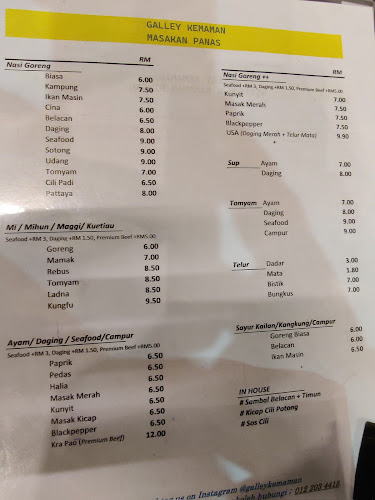 GALLEY KEMAMAN
MASAKAN PANAS
Nasi Goreng RM
Biasa 6.00
Kampung 7.50
Ikan Masin 7.50
Cina 6.00
Belacan 6.50
Daging 8.00
Seafood 9.00
Sotong 9.00
Udang 9.00
Tomyam 7.50
Cili Padi 6.50
Pattaya 8.00
Mi / Mihun / Maggi/ Kuetiau
Seafood +RM 3, Daging +RM 1.50, Premium Beef +RM5.00
Goreng 6.00
Mamak 7.00
Rebus 8.50
Tomyam 8.50
Ladna 8.50
Kungfu 9.50
Ayam/ Daging / Seafood/Campur
Seafood +RM 3, Daging +RM 1.50, Premium Beef +RM5.00
Paprik 6.50
Pedas 6.50
Halia 6.50
Masak Merah 6.50
Kunyit 6.50
Masak Kicap 6.50
Blackpepper 6.50
Kra Pao (Premium Beef) 12.00
Nasi Goreng ++ RM
Seafood +RM 3, Daging +RM 1.50, Premium Beef +RM5.00
Kunyit 7.00
Masak Merah 7.50
Paprik 7.50
Blackpepper 7.50
USA (Daging Merah + Telur Mata) 9.90
+
Sup Ayam 7.00
Daging 8.00
Tomyam Ayam 7.00
Daging 8.00
Seafood 9.00
Campur 9.00
Telur Dadar 3.00
Mata 1.80
Bistik 7.00
Bungkus 7.00
Sayur Kailan/Kangkung/Campur
Goreng Biasa 6.00
Belacan 6.00
Ikan Masin 6.50
IN HOUSE
# Sambal Belacan + Timun
# Kicap Cili Potong
# Sos Cili
us on Instagram @galleykemaman
hubungi : 012 203 4418